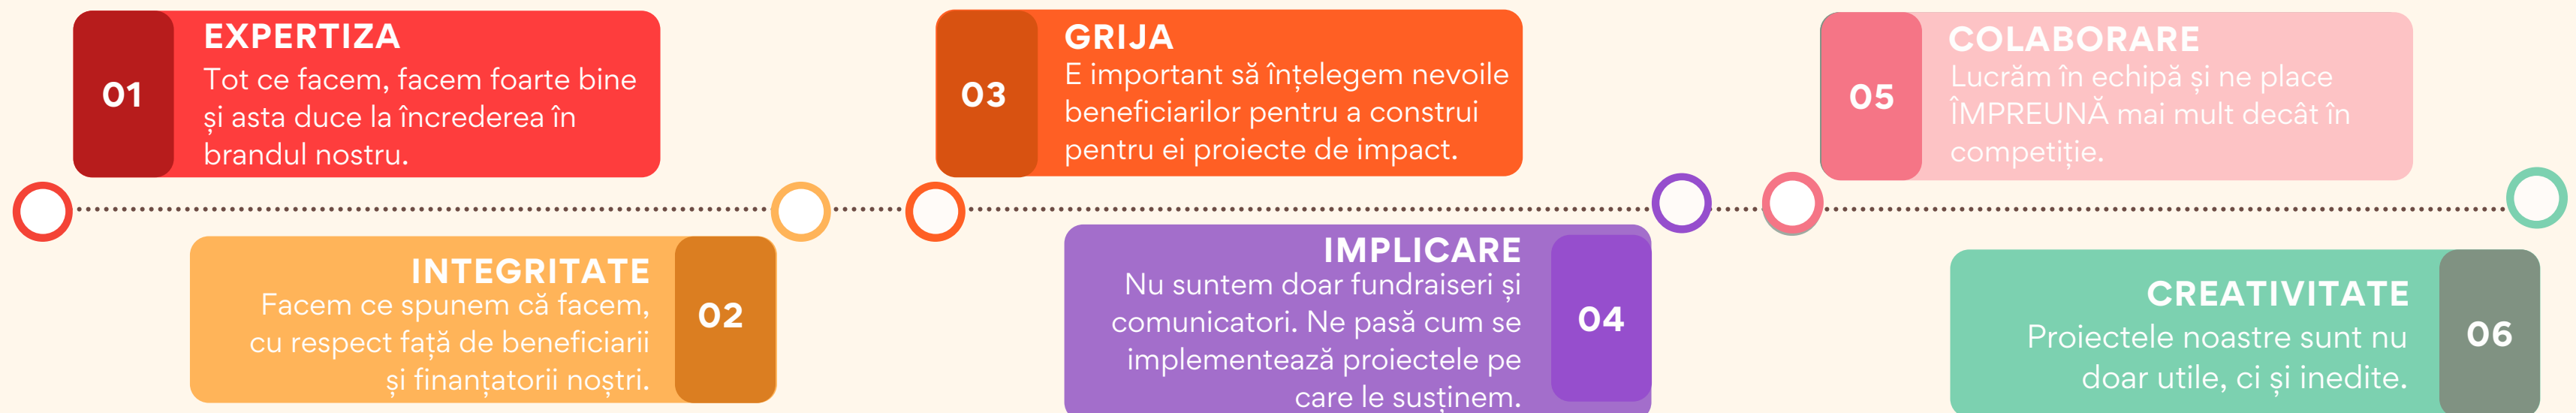 01
EXPERTIZA
Tot ce facem, facem foarte bine
și asta duce la încrederea în
brandul nostru.
INTEGRITATE
Facem ce spunem că facem,
cu respect față de beneficiarii
și finanțatorii noștri.
02
03
GRIJA
E important să înțelegem nevoile
beneficiarilor pentru a construi
pentru ei proiecte de impact.
IMPLICARE
Nu suntem doar fundraiseri și
comunicatori. Ne pasă cum se
implementează proiectele pe
care le susținem.
04
05
COLABORARE
Lucrăm în echipă și ne place
ÎMPREUNĂ mai mult decât în
competiție.
CREATIVITATE
Proiectele noastre sunt nu
doar utile, ci și inedite.
06